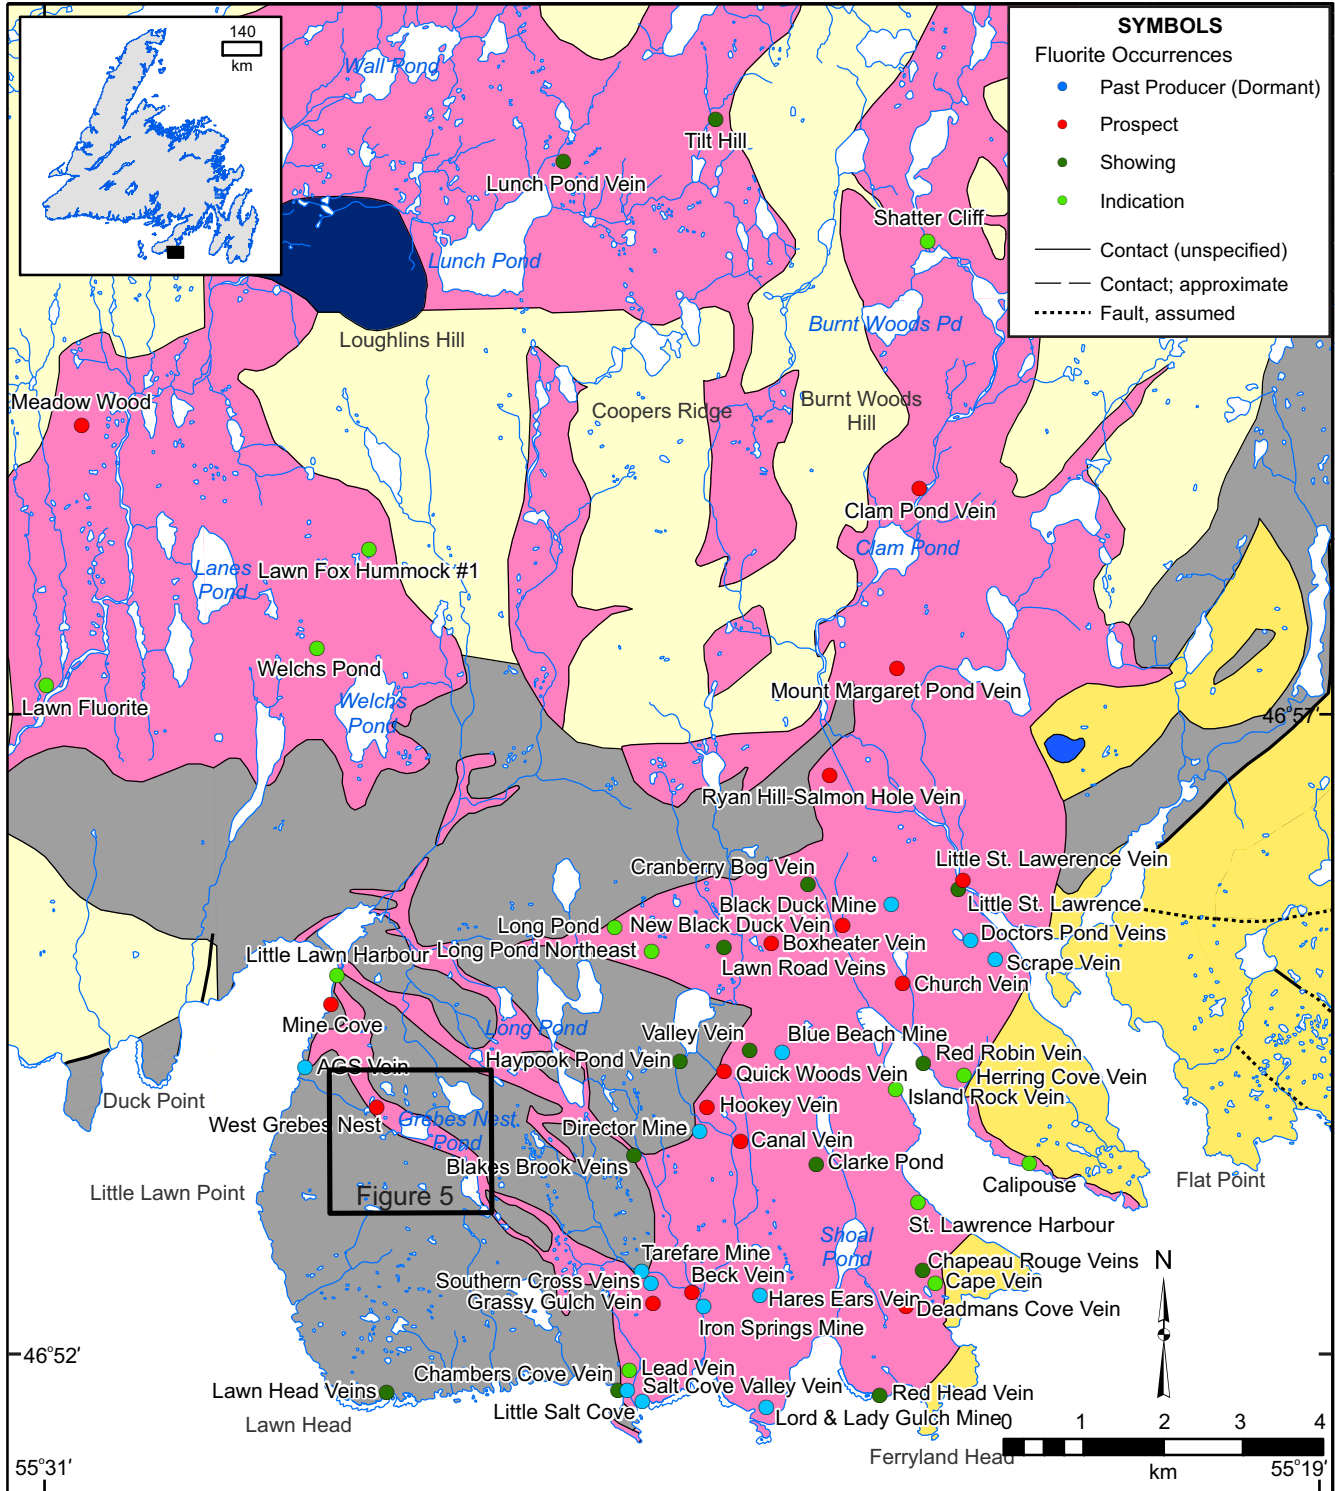 140
km
SYMBOLS
Fluorite Occurrences
Past Producer (Dormant)
Prospect
Showing
Indication
Contact (unspecified)
Contact; approximate
Fault, assumed
Wall Pond
Tilt Hill
Lunch Pond Vein
Shatter Cliff
Lunch Pond
Burnt Woods Pd
Loughlins Hill
Meadow Wood
Coopers Ridge
Burnt Woods
Hill
Clam Pond Vein
Clam Pond
Lanes
Pond
Lawn Fox Hummock #1
Welchs Pond
Mount Margaret Pond Vein
Lawn Fluorite
Welchs
Pond
46°57'
Ryan Hill-Salmon Hole Vein
Little St. Lawerence Vein
Cranberry Bog Vein
Black Duck Mine
Little St. Lawrence
Long Pond
New Black Duck Vein
Doctors Pond Veins
Little Lawn Harbour
Long Pond Northeast
Boxheater Vein
Lawn Road Veins
Scrape Vein
Church Vein
Mine Cove
Long Pond
Valley Vein
Blue Beach Mine
AGS Vein
Haypook Pond Vein
Red Robin Vein
Quick Woods Vein
Herring Cove Vein
Island Rock Vein
Duck Point
Hookey Vein
West Grebes Nest
Grebes Nest
Pond
Director Mine
Canal Vein
Blakes Brook Veins
Clarke Pond
Flat Point
Calipouse
Little Lawn Point
Figure 5
St. Lawrence Harbour
Shoal
Pond
Tarefare Mine
Chapeau Rouge Veins
N
Southern Cross Veins
Beck Vein
Cape Vein
Grassy Gulch Vein
Hares Ears Vein
Deadmans Cove Vein
Iron Springs Mine
46°52'
Chambers Cove Vein
Lead Vein
Lawn Head Veins
Salt Cove Valley Vein
Red Head Vein
Little Salt Cove
Lord & Lady Gulch Mine
Lawn Head
0 1 2 3 4
Ferryland Head
km
55°31'
55°19'